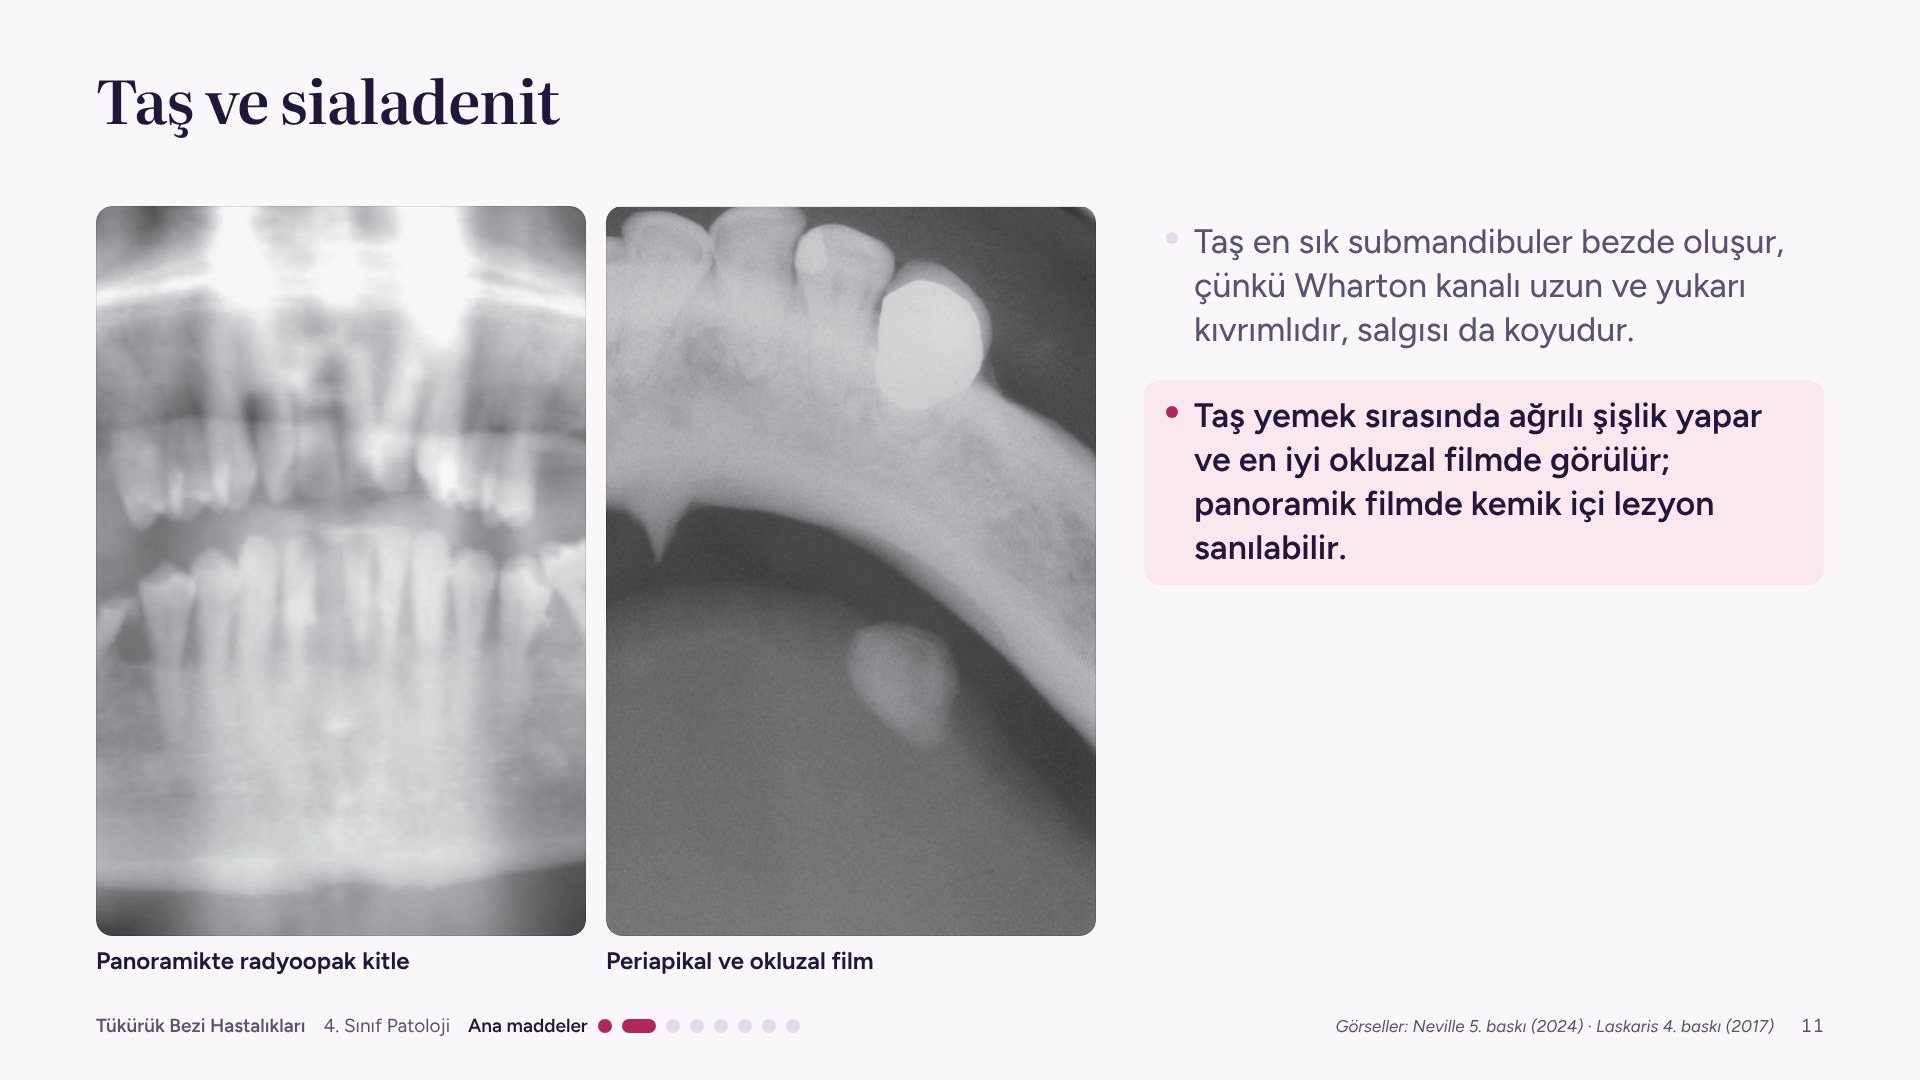 Taş ve sialadenit
Taş en sık submandibuler bezde oluşur,
çünkü Wharton kanalı uzun ve yukarı
kıvrımlıdır, salgısı da koyudur.
Taş yemek sırasında ağrılı şişlik yapar
ve en iyi okluzal filmde görülür;
panoramik filmde kemik içi lezyon
sanılabilir.
Panoramikte radyoopak kitle
Periapikal ve okluzal film
Tükürük Bezi Hastalıkları 4. Sınıf Patoloji Ana maddeler
Görseller: Neville 5. baskı (2024) · Laskaris 4. baskı (2017) 11